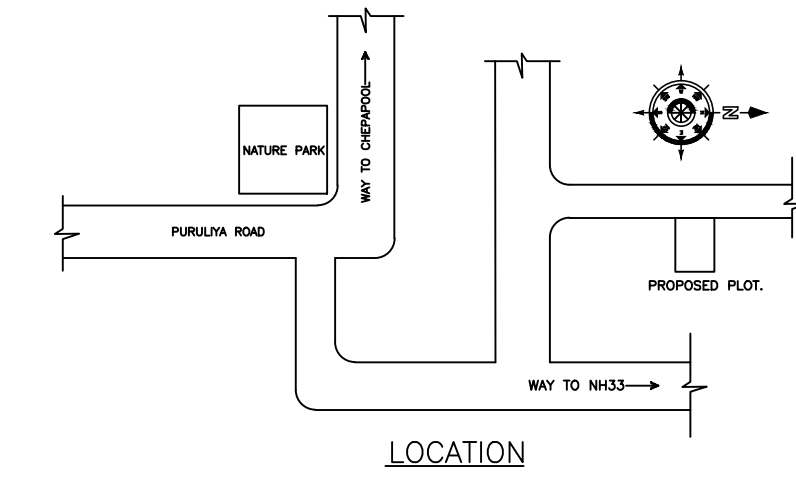 WAY TO CHEPAPOOL
NATURE PARK
N
PURULIYA ROAD
PROPOSED PLOT.
WAY TO NH33
LOCATION